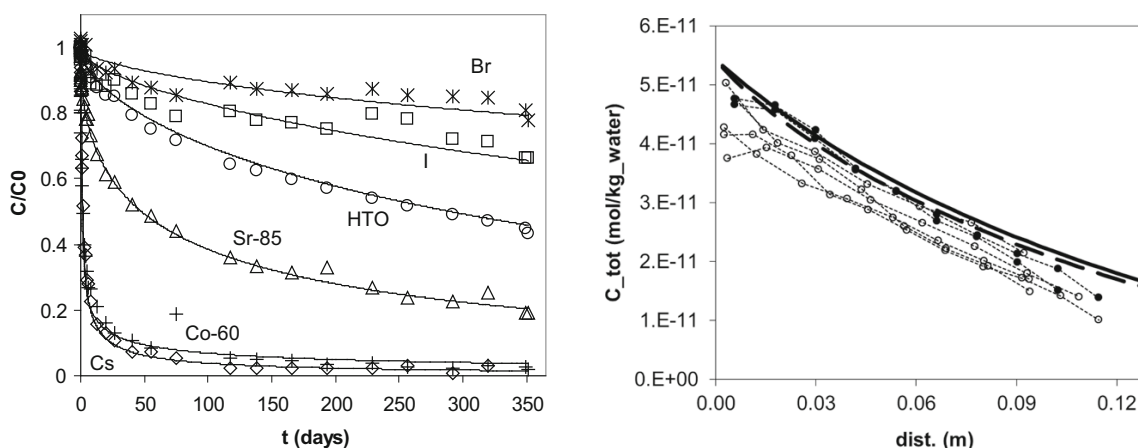 1
0.8
0.6
0.4
0.2
0
C/C0
Br
I
HTO
Sr-85
Co-60
Cs
0 50 100 150 200 250 300 350
t (days)
6.E-11
5.E-11
4.E-11
3.E-11
2.E-11
1.E-11
0.E+00
C_tot (mol/kg_water)
0.00 0.03 0.06 0.09 0.12
dist. (m)